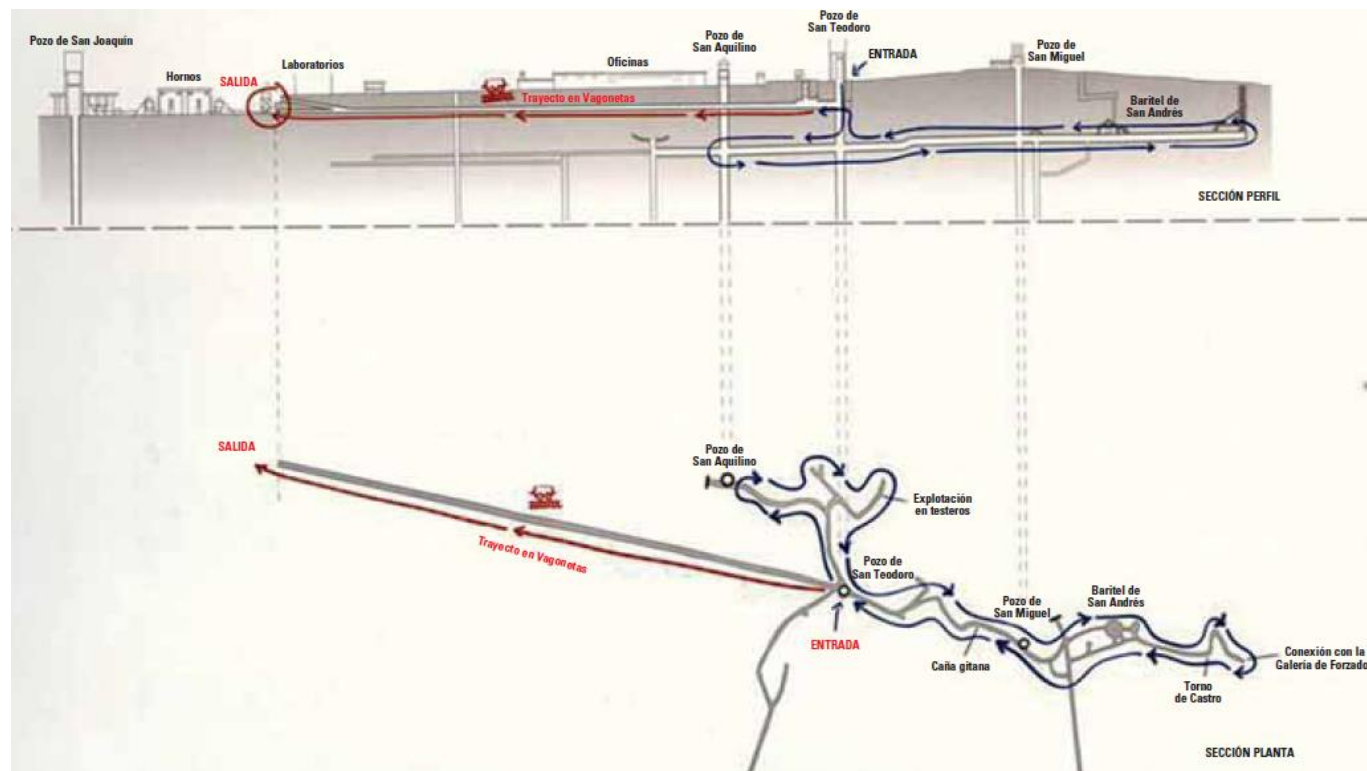 Pozo de San Joaquín
Hornos
Laboratorios
SALIDA
Oficinas
Trayecto en Vagonetas
Pozo de
San Aquilino
Pozo de
San Teodoro
ENTRADA
Pozo de
San Miguel
Baritel de
San Andrés
SECCIÓN PERFIL
SALIDA
Trayecto en Vagonetas
Pozo de
San Aquilino
Explotación
en testeros
Pozo de
San Teodoro
ENTRADA
Caña gitana
Pozo de
San Miguel
Baritel de
San Andrés
Torno
de Castro
Conexión con la
Galería de Forzado
SECCIÓN PLANTA